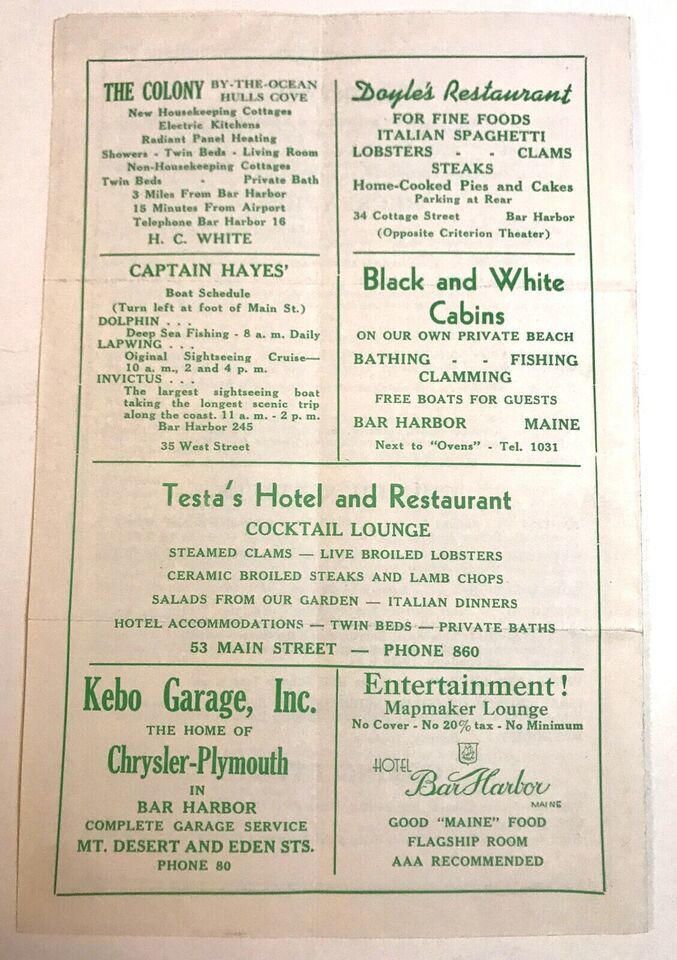 THE COLONY BY-THE-OCEAN
HULLS COVE
New Housekeeping Cottages
Electric Kitchens
Radiant Panel Heating
Showers - Twin Beds - Living Room
Non-Housekeeping Cottages
Twin Beds - Private Bath
3 Miles From Bar Harbor
15 Minutes From Airport
Telephone Bar Harbor 16
H. C. WHITE
Doyle's Restaurant
FOR FINE FOODS
ITALIAN SPAGHETTI
LOBSTERS - - CLAMS
STEAKS
Home-Cooked Pies and Cakes
Parking at Rear
34 Cottage Street Bar Harbor
(Opposite Criterion Theater)
CAPTAIN HAYES'
Boat Schedule
(Turn left at foot of Main St.)
DOLPHIN . . .
Deep Sea Fishing - 8 a. m. Daily
LAPWING . . .
Oiginal Sightseeing Cruise—
10 a. m., 2 and 4 p. m.
INVICTUS . . .
The largest sightseeing boat
taking the longest scenic trip
along the coast. 11 a. m. - 2 p. m.
Bar Harbor 245
35 West Street
Black and White
Cabins
ON OUR OWN PRIVATE BEACH
BATHING - - FISHING
CLAMMING
FREE BOATS FOR GUESTS
BAR HARBOR MAINE
Next to "Ovens" - Tel. 1031
Testa's Hotel and Restaurant
COCKTAIL LOUNGE
STEAMED CLAMS — LIVE BROILED LOBSTERS
CERAMIC BROILED STEAKS AND LAMB CHOPS
SALADS FROM OUR GARDEN — ITALIAN DINNERS
HOTEL ACCOMMODATIONS — TWIN BEDS — PRIVATE BATHS
53 MAIN STREET — PHONE 860
Kebo Garage, Inc.
THE HOME OF
Chrysler-Plymouth
IN
BAR HARBOR
COMPLETE GARAGE SERVICE
MT. DESERT AND EDEN STS.
PHONE 80
Entertainment!
Mapmaker Lounge
No Cover - No 20% tax - No Minimum
HOTEL
Bar Harbor
MAINE
GOOD "MAINE" FOOD
FLAGSHIP ROOM
AAA RECOMMENDED